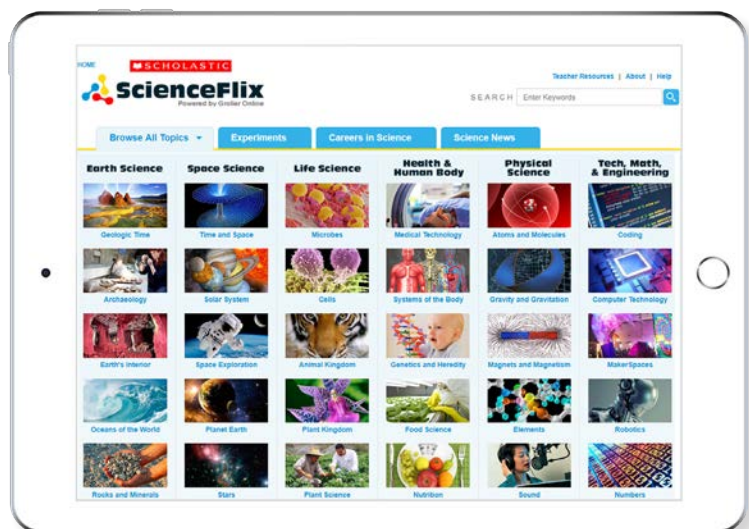 HOME
SCHOLASTIC
ScienceFlix
Powered by Grolier Online
Teacher Resources | About | Help
SEARCH Enter Keywords
Browse All Topics Experiments Careers in Science Science News
Earth Science Space Science Life Science Health & Human Body Physical Science Tech, Math, & Engineering
Geologic Time Time and Space Microbes Medical Technology Atoms and Molecules Coding
Archaeology Solar System Cells Systems of the Body Gravity and Gravitation Computer Technology
Earth's Interior Space Exploration Animal Kingdom Genetics and Heredity Magnets and Magnetism MakerSpaces
Oceans of the World Planet Earth Plant Kingdom Food Science Elements Robotics
Rocks and Minerals Stars Plant Science Nutrition Sound Numbers